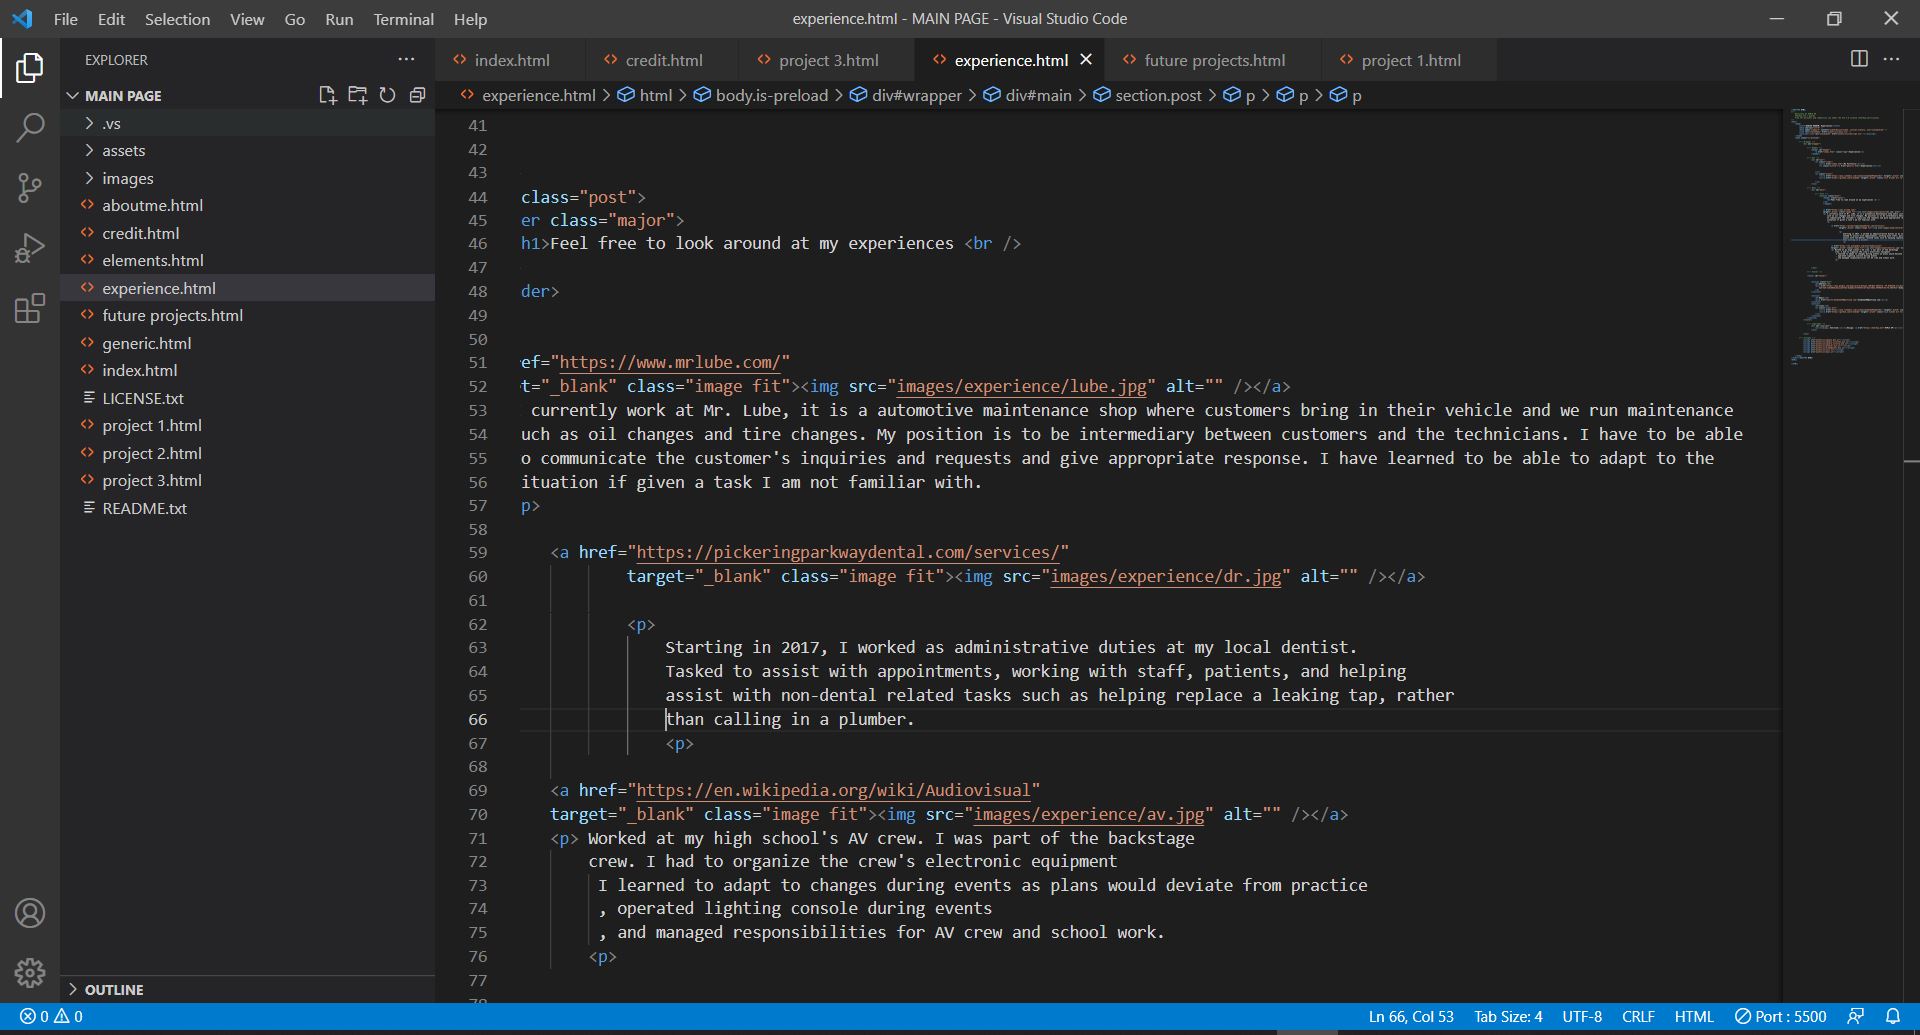 File Edit Selection View Go Run Terminal Help
experience.html - MAIN PAGE - Visual Studio Code
EXPLORER
MAIN PAGE
.vs
assets
images
aboutme.html
credit.html
elements.html
experience.html
future projects.html
generic.html
index.html
LICENSE.txt
project 1.html
project 2.html
project 3.html
README.txt
OUTLINE
index.html credit.html project 3.html experience.html future projects.html project 1.html
experience.html > html > body.is-preload > div#wrapper > div#main > section.post > p > p > p
41
42
43
44 class="post">
45 er class="major">
46 h1>Feel free to look around at my experiences <br />
47
48 der>
49
50
51 ef="https://www.mrlube.com/"
52 t="_blank" class="image fit"><img src="images/experience/lube.jpg" alt="" /></a>
53 currently work at Mr. Lube, it is a automotive maintenance shop where customers bring in their vehicle and we run maintenance
54 uch as oil changes and tire changes. My position is to be intermediary between customers and the technicians. I have to be able
55 o communicate the customer's inquiries and requests and give appropriate response. I have learned to be able to adapt to the
56 ituation if given a task I am not familiar with.
57 p>
58
59 <a href="https://pickeringparkwaydental.com/services/"
60 target="_blank" class="image fit"><img src="images/experience/dr.jpg" alt="" /></a>
61
62 <p>
63 Starting in 2017, I worked as administrative duties at my local dentist.
64 Tasked to assist with appointments, working with staff, patients, and helping
65 assist with non-dental related tasks such as helping replace a leaking tap, rather
66 than calling in a plumber.
67 <p>
68
69 <a href="https://en.wikipedia.org/wiki/Audiovisual"
70 target="_blank" class="image fit"><img src="images/experience/av.jpg" alt="" /></a>
71 <p> Worked at my high school's AV crew. I was part of the backstage
72 crew. I had to organize the crew's electronic equipment
73 I learned to adapt to changes during events as plans would deviate from practice
74 , operated lighting console during events
75 , and managed responsibilities for AV crew and school work.
76 <p>
77
0 0
Ln 66, Col 53 Tab Size: 4 UTF-8 CRLF HTML Port : 5500